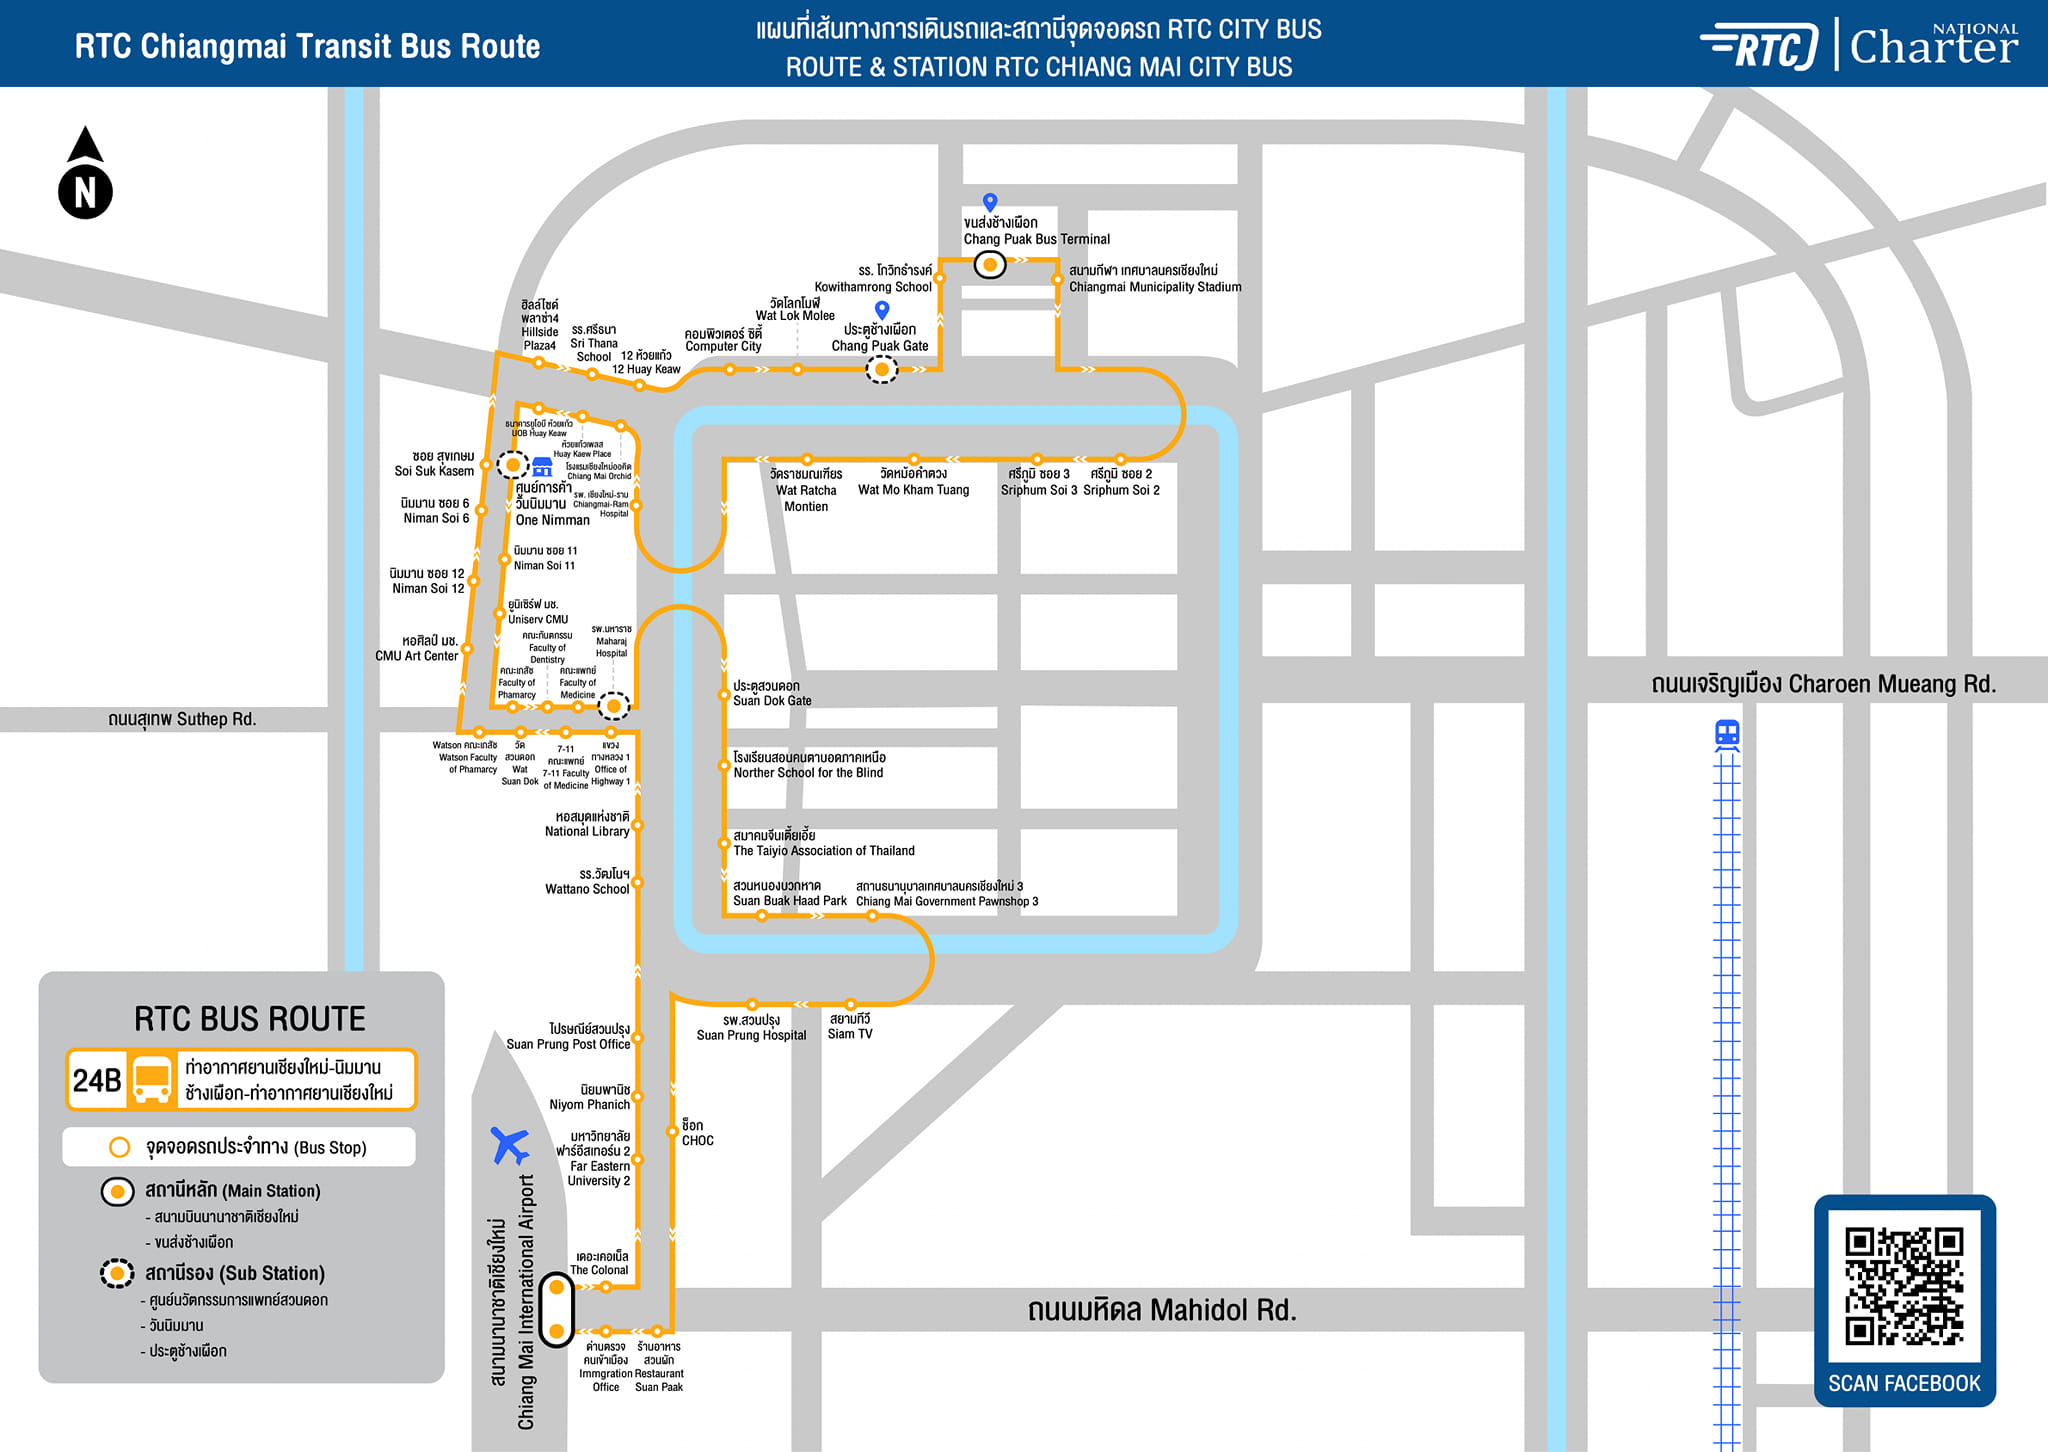 RTC Chiangmai Transit Bus Route
แผนที่เส้นทางการเดินรถและสถานีจุดจอดรถ RTC CITY BUS
ROUTE & STATION RTC CHIANG MAI CITY BUS
RTC
NATIONAL
Charter
N
ขนส่งช้างเผือก
Chang Puak Bus Terminal
รร. โกวิทธำรงค์
Kowithamrong School
สนามกีฬา เทศบาลนครเชียงใหม่
Chiangmai Municipality Stadium
ฮิลล์ไซด์
พลาซ่า4
Hillside
Plaza4
รร.ศรีธนา
Sri Thana
School
12 ห้วยแก้ว
12 Huay Keaw
คอมพิวเตอร์ ซิตี้
Computer City
วัดโลกโมฬี
Wat Lok Molee
ประตูช้างเผือก
Chang Puak Gate
ธนาคารยูโอบี ห้วยแก้ว
UOB Huay Keaw
ห้วยแก้วเพลส
Huay Kaew Place
โรงแรมเชียงใหม่ออคิด
Chiang Mai Orchid
รพ. เชียงใหม่-ราม
Chiangmai-Ram
Hospital
ซอย สุขเกษม
Soi Suk Kasem
ศูนย์การค้า
วันนิมมาน
One Nimman
นิมมาน ซอย 6
Niman Soi 6
นิมมาน ซอย 11
Niman Soi 11
นิมมาน ซอย 12
Niman Soi 12
ยูนิเซิร์ฟ มช.
Uniserv CMU
หอศิลป์ มช.
CMU Art Center
คณะทันตกรรม
Faculty of
Dentistry
รพ.มหาราช
Maharaj
Hospital
คณะเภสัช
Faculty of
Phamarcy
คณะแพทย์
Faculty of
Medicine
วัดราชมณเฑียร
Wat Ratcha
Montien
วัดหม้อคำตวง
Wat Mo Kham Tuang
ศรีภูมิ ซอย 3
Sriphum Soi 3
ศรีภูมิ ซอย 2
Sriphum Soi 2
ถนนสุเทพ Suthep Rd.
ถนนเจริญเมือง Charoen Mueang Rd.
Watson คณะเภสัช
Watson Faculty
of Phamarcy
วัด
สวนดอก
Wat
Suan Dok
7-11
คณะแพทย์
7-11 Faculty
of Medicine
แขวง
ทางหลวง 1
Office of
Highway 1
ประตูสวนดอก
Suan Dok Gate
โรงเรียนสอนคนตาบอดภาคเหนือ
Norther School for the Blind
หอสมุดแห่งชาติ
National Library
สมาคมจีนเตี้ยเอี้ย
The Taiyio Association of Thailand
รร.วัฒโนฯ
Wattano School
สวนหนองบวกหาด
Suan Buak Haad Park
สถานธนานุบาลเทศบาลนครเชียงใหม่ 3
Chiang Mai Government Pawnshop 3
รพ.สวนปรุง
Suan Prung Hospital
สยามทีวี
Siam TV
ไปรษณีย์สวนปรุง
Suan Prung Post Office
นิยมพานิช
Niyom Phanich
ช็อก
CHOC
มหาวิทยาลัย
ฟาร์อีสเทอร์น 2
Far Eastern
University 2
เดอะเคอเน็ล
The Colonal
สนามนานาชาติเชียงใหม่
Chiang Mai International Airport
ด่านตรวจ
คนเข้าเมือง
Immgration
Office
ร้านอาหาร
สวนผัก
Restaurant
Suan Paak
ถนนมหิดล Mahidol Rd.
RTC BUS ROUTE
24B
ท่าอากาศยานเชียงใหม่-นิมมาน
ช้างเผือก-ท่าอากาศยานเชียงใหม่
จุดจอดรถประจำทาง (Bus Stop)
สถานีหลัก (Main Station)
- สนามบินนานาชาติเชียงใหม่
- ขนส่งช้างเผือก
สถานีรอง (Sub Station)
- ศูนย์นวัตกรรมการแพทย์สวนดอก
- วันนิมมาน
- ประตูช้างเผือก
SCAN FACEBOOK